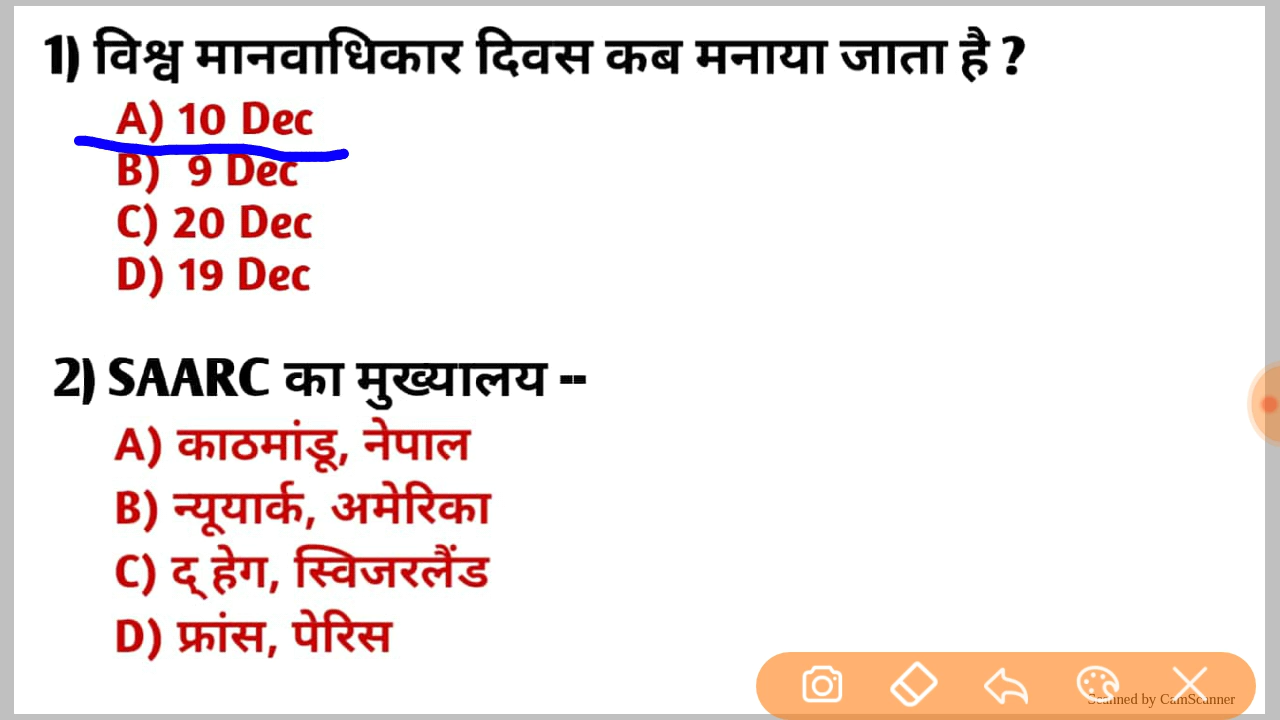 1) विश्व मानवाधिकार दिवस कब मनाया जाता है ?
A) 10 Dec
B) 9 Dec
C) 20 Dec
D) 19 Dec
2) SAARC का मुख्यालय --
A) काठमांडू, नेपाल
B) न्यूयार्क, अमेरिका
C) द् हेग, स्विजरलैंड
D) फ्रांस, पेरिस
Scanned by CamScanner